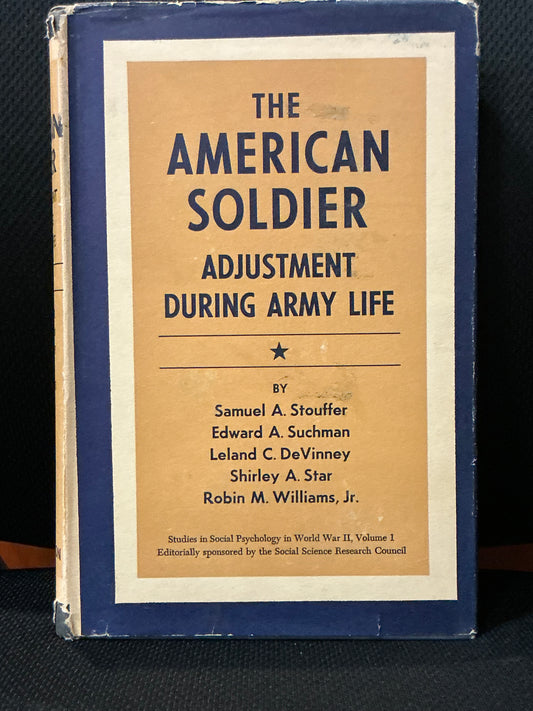 THE
AMERICAN
SOLDIER
ADJUSTMENT
DURING ARMY LIFE
BY
Samuel A. Stouffer
Edward A. Suchman
Leland C. DeVinney
Shirley A. Star
Robin M. Williams, Jr.
Studies in Social Psychology in World War II, Volume 1
Editorially sponsored by the Social Science Research Council